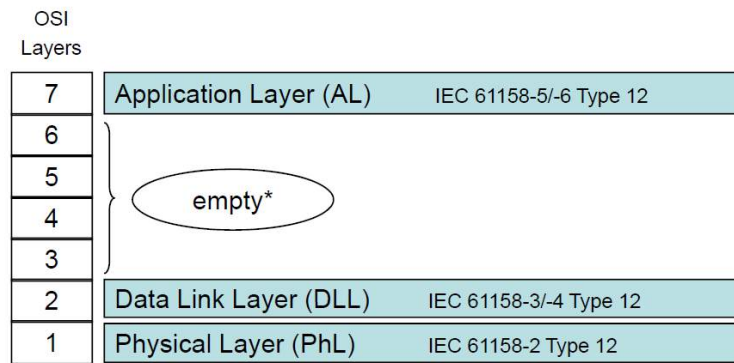 OSI
Layers
7 Application Layer (AL) IEC 61158-5/-6 Type 12
6
5
empty*
4
3
2 Data Link Layer (DLL) IEC 61158-3/-4 Type 12
1 Physical Layer (PhL) IEC 61158-2 Type 12